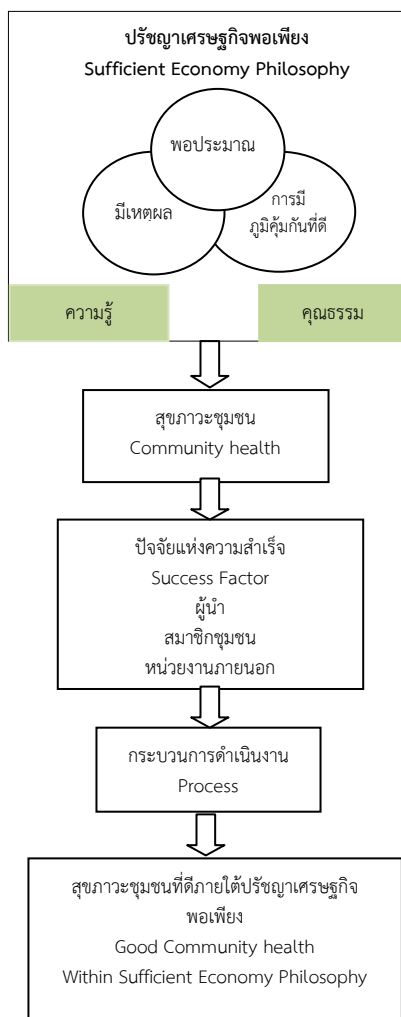 ปรัชญาเศรษฐกิจพอเพียง
Sufficient Economy Philosophy
พอประมาณ
มีเหตุผล
การมี
ภูมิคุ้มกันที่ดี
ความรู้
คุณธรรม
สุขภาวะชุมชน
Community health
ปัจจัยแห่งความสำเร็จ
Success Factor
ผู้นำ
สมาชิกชุมชน
หน่วยงานภายนอก
กระบวนการดำเนินงาน
Process
สุขภาวะชุมชนที่ดีภายใต้ปรัชญาเศรษฐกิจ
พอเพียง
Good Community health
Within Sufficient Economy Philosophy